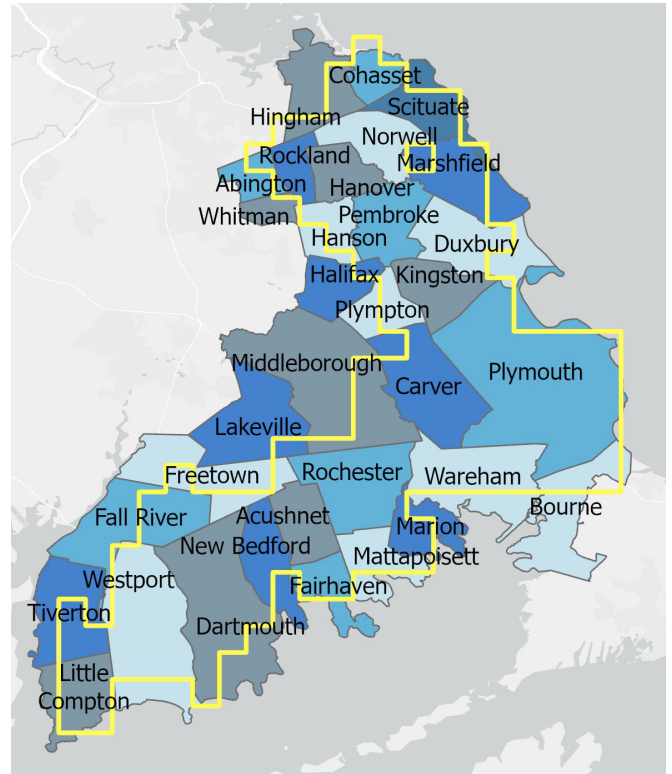 Cohasset
Scituate
Hingham
Norwell
Rockland
Marshfield
Abington
Hanover
Whitman
Pembroke
Hanson
Duxbury
Halifax
Kingston
Plympton
Middleborough
Plymouth
Carver
Lakeville
Freetown
Rochester
Wareham
Bourne
Fall River
Acushnet
Marion
New Bedford
Mattapoisett
Westport
Fairhaven
Tiverton
Dartmouth
Little
Compton